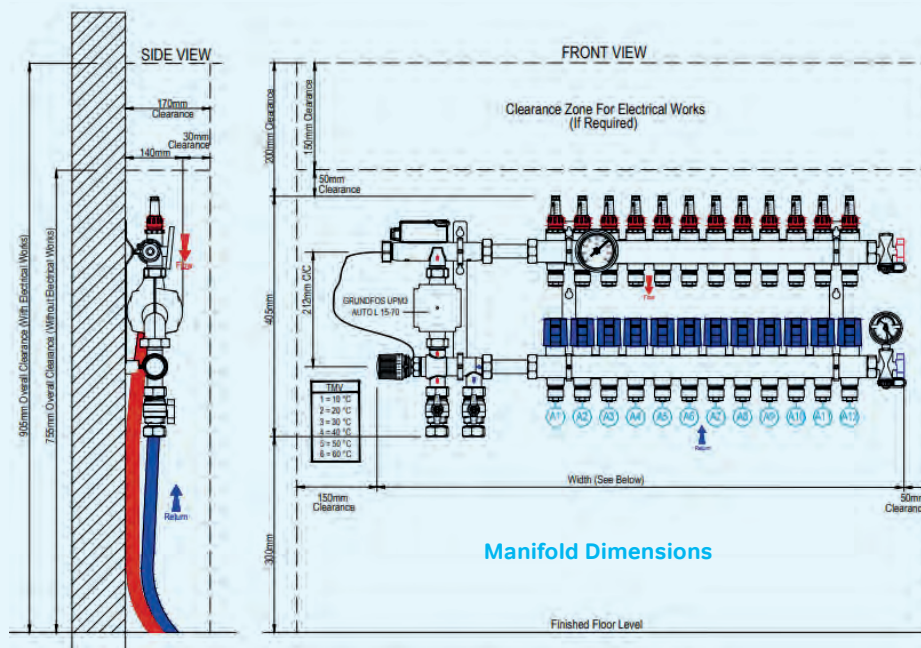 SIDE VIEW
170mm
Clearance
30mm
Clearance
140mm
905mm Overall Clearance (With Electrical Works)
755mm Overall Clearance (Without Electrical Works)
Flow
Return
FRONT VIEW
Clearance Zone For Electrical Works
(If Required)
200mm Clearance
150mm Clearance
50mm
Clearance
405mm
212mm C/C
GRUNDFOS UPM3
AUTO L 15-70
Flow
TMV
1 = 10 °C
2 = 20 °C
3 = 30 °C
4 = 40 °C
5 = 50 °C
6 = 60 °C
A1 A2 A3 A4 A5 A6 A7 A8 A9 A10 A11 A12
Return
Width (See Below)
150mm
Clearance
50mm
Clearance
300mm
Manifold Dimensions
Finished Floor Level